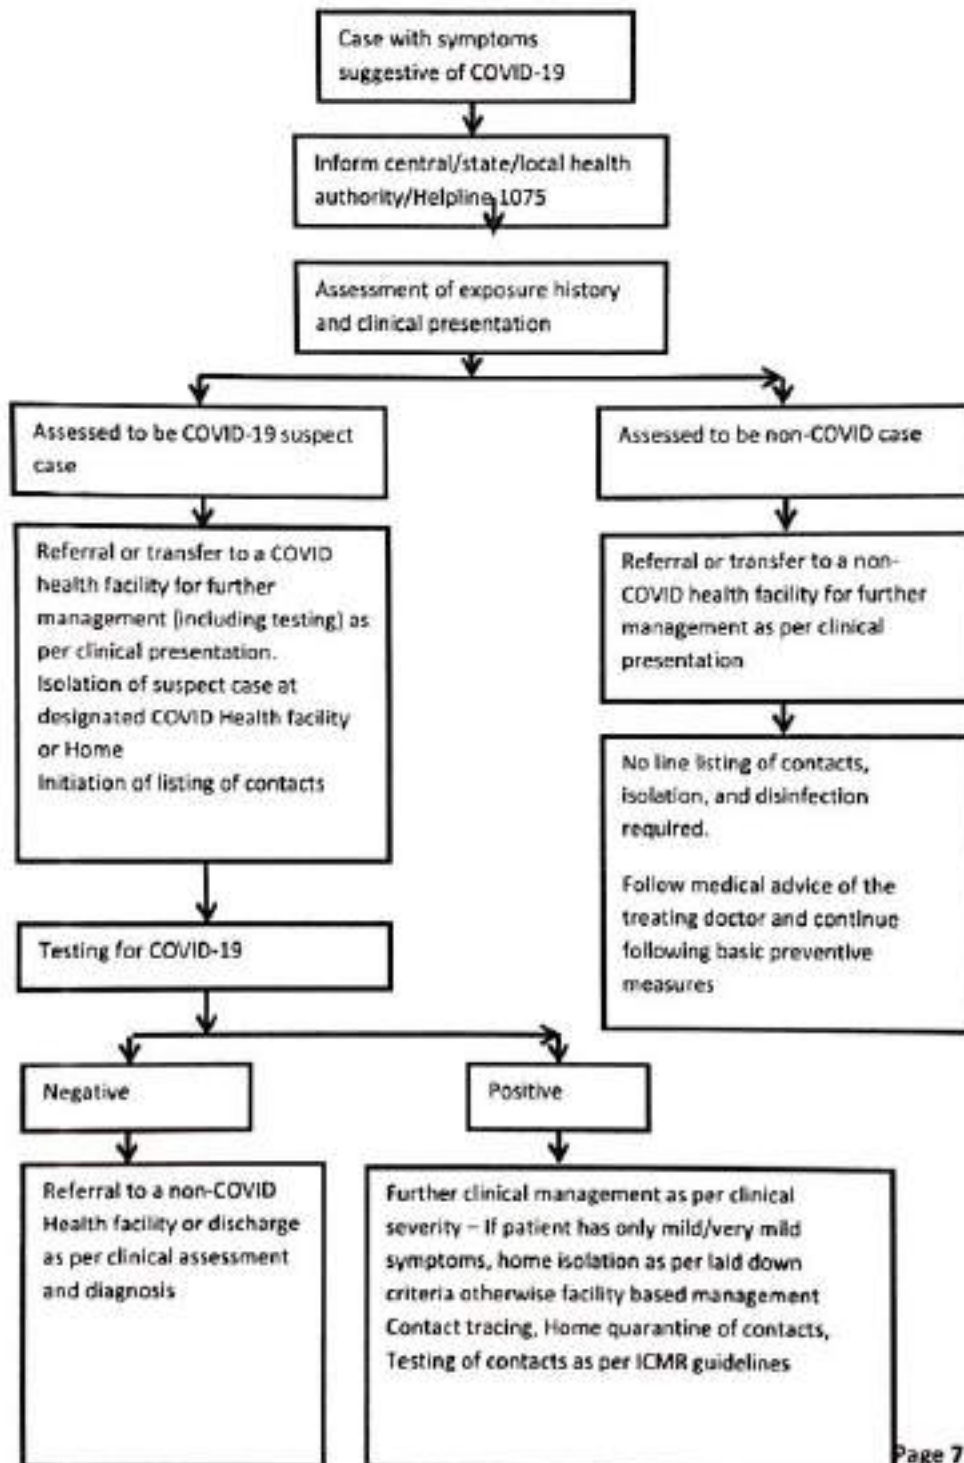 Case with symptoms
suggestive of COVID-19
Inform central/state/local health
authority/Helpline 1075
Assessment of exposure history
and clinical presentation
Assessed to be COVID-19 suspect
case
Assessed to be non-COVID case
Referral or transfer to a COVID
health facility for further
management (including testing) as
per clinical presentation.
Isolation of suspect case at
designated COVID Health facility
or Home
Initiation of listing of contacts
Referral or transfer to a non-
COVID health facility for further
management as per clinical
presentation
No line listing of contacts,
isolation, and disinfection
required.
Follow medical advice of the
treating doctor and continue
following basic preventive
measures
Testing for COVID-19
Negative
Positive
Referral to a non-COVID
Health facility or discharge
as per clinical assessment
and diagnosis
Further clinical management as per clinical
severity – If patient has only mild/very mild
symptoms, home isolation as per laid down
criteria otherwise facility based management
Contact tracing, Home quarantine of contacts,
Testing of contacts as per ICMR guidelines
Page 7